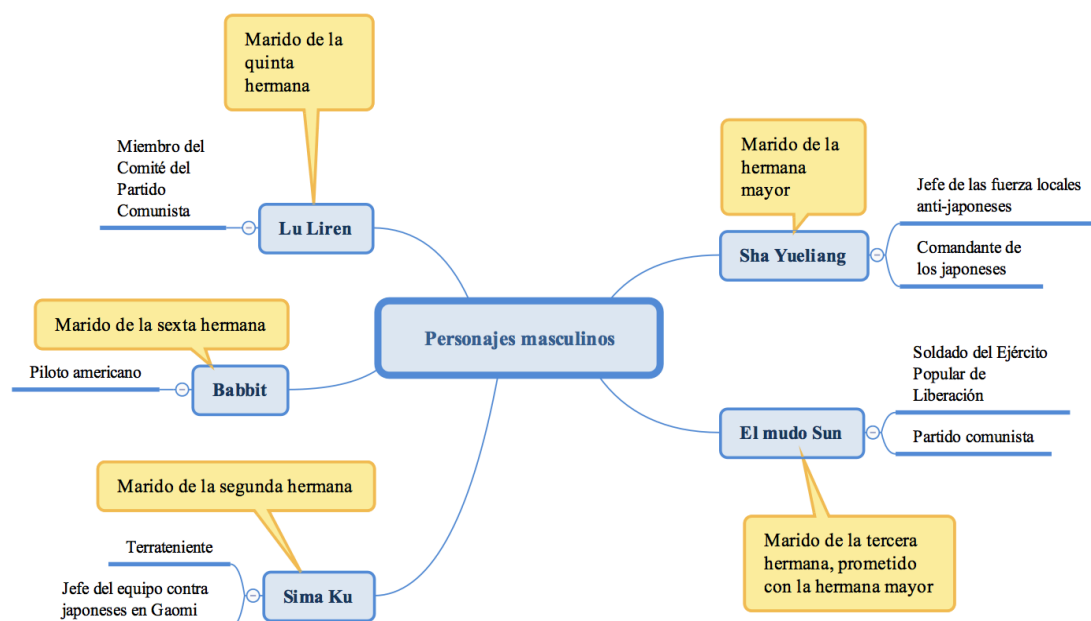 Marido de la
quinta
hermana
Miembro del
Comité del
Partido
Comunista
Lu Liren
Marido de la sexta hermana
Piloto americano
Babbit
Marido de la segunda hermana
Terrateniente
Jefe del equipo contra
japoneses en Gaomi
Sima Ku
Personajes masculinos
Marido de la
hermana
mayor
Sha Yueliang
Jefe de las fuerza locales
anti-japoneses
Comandante de
los japoneses
El mudo Sun
Soldado del Ejército
Popular de
Liberación
Partido comunista
Marido de la tercera
hermana, prometido
con la hermana mayor